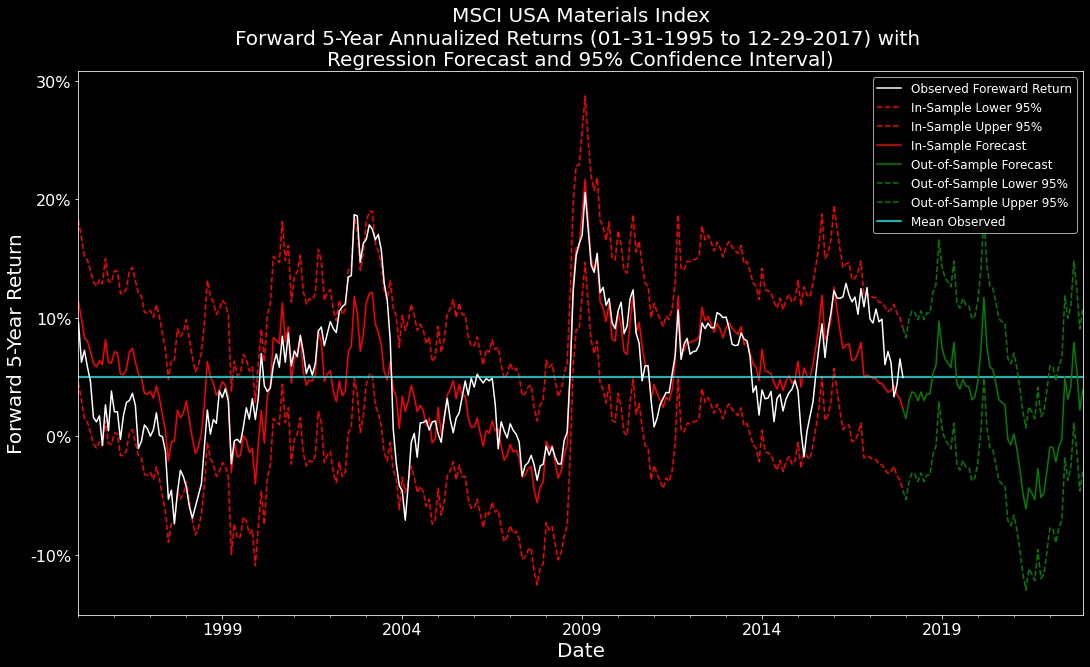 MSCI USA Materials Index
Forward 5-Year Annualized Returns (01-31-1995 to 12-29-2017) with
Regression Forecast and 95% Confidence Interval)
30%
20%
10%
0%
-10%
Forward 5-Year Return
Observed Foreward Return
In-Sample Lower 95%
In-Sample Upper 95%
In-Sample Forecast
Out-of-Sample Forecast
Out-of-Sample Lower 95%
Out-of-Sample Upper 95%
Mean Observed
1999
2004
2009
2014
2019
Date